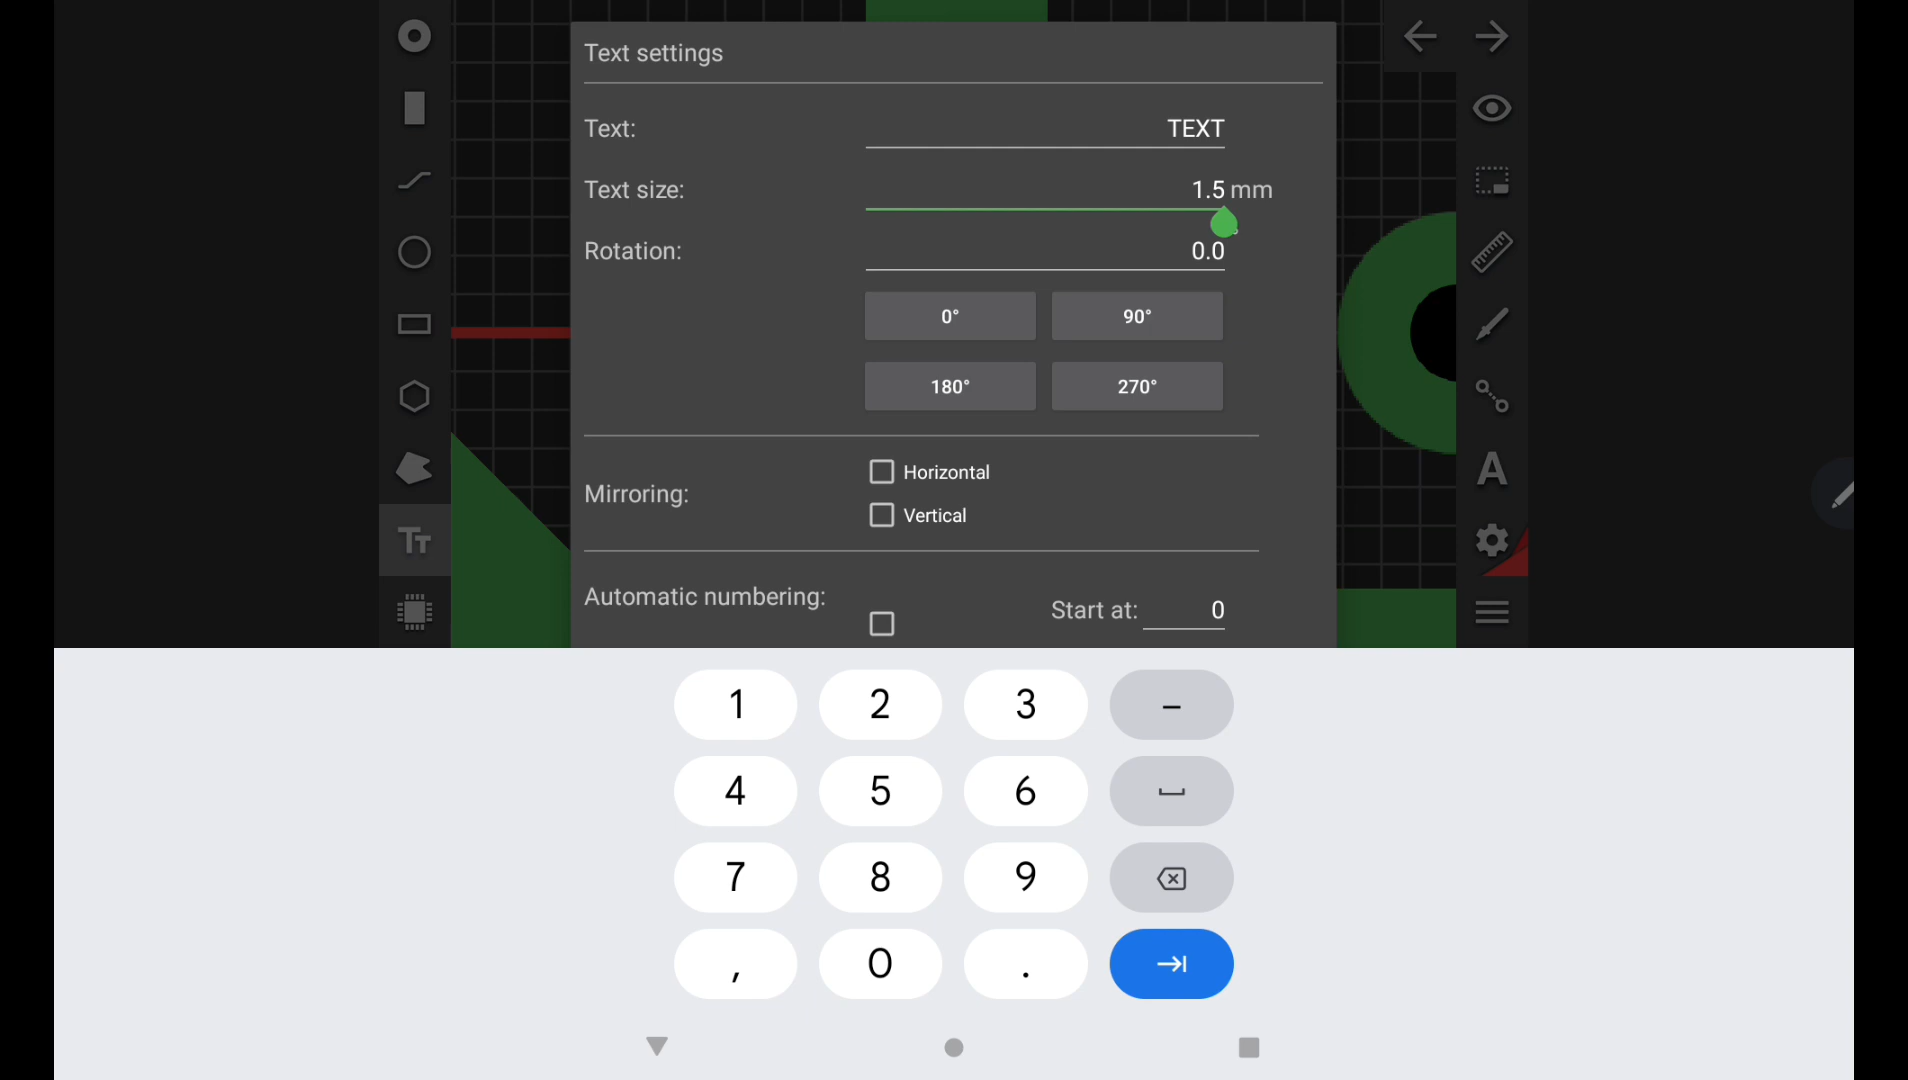 Text settings
Text: TEXT
Text size: 1.5 mm
Rotation: 0.0 °
0° 90°
180° 270°
Mirroring:
Horizontal
Vertical
Automatic numbering:
Start at: 0
A
TT
1 2 3 –
4 5 6
7 8 9
, 0 .